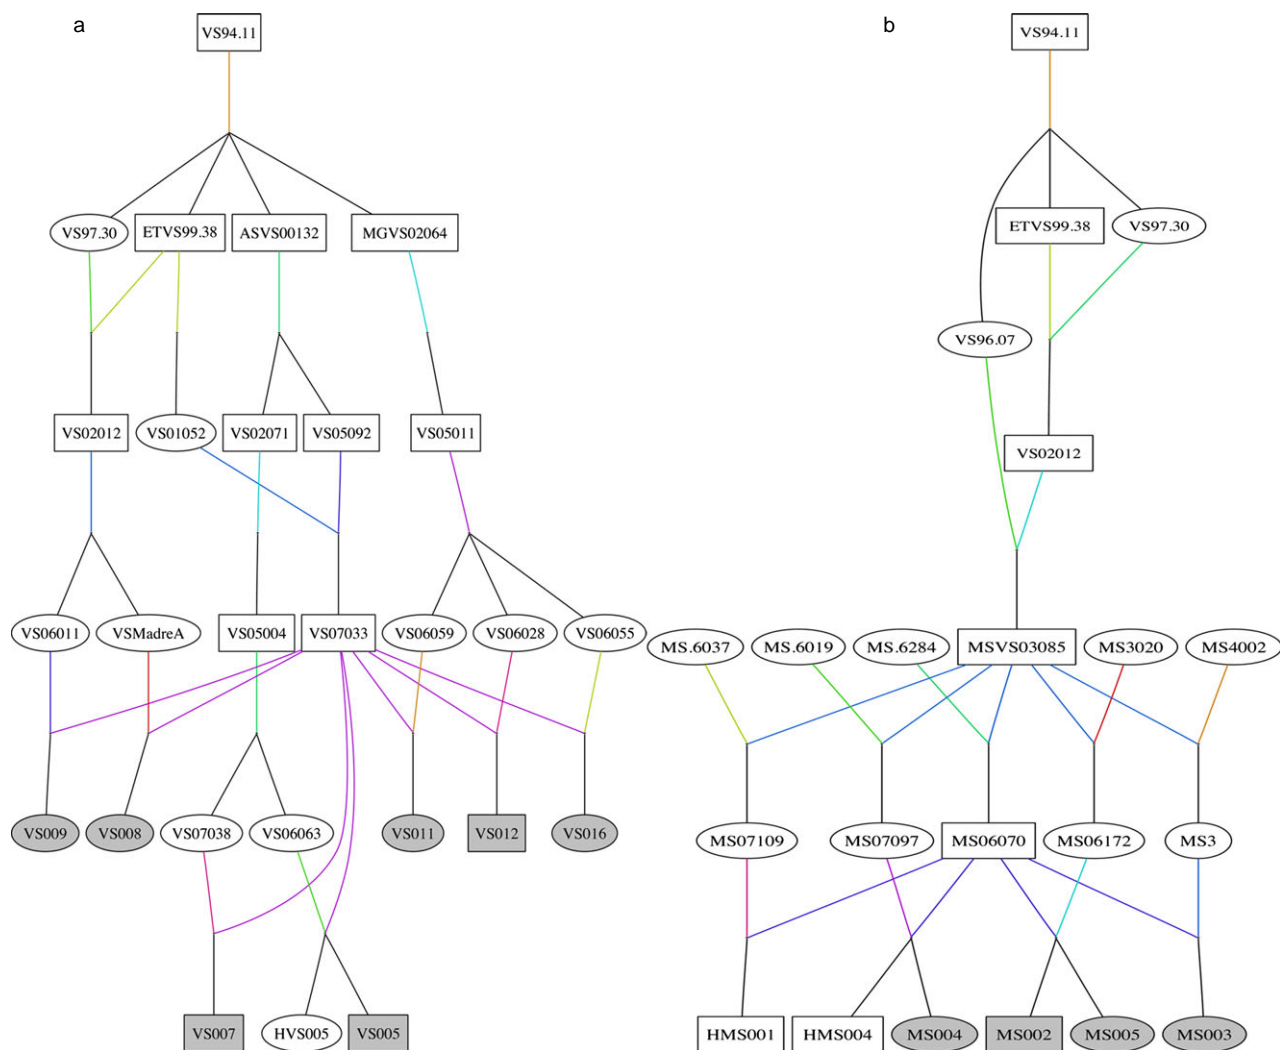 a
b
VS94.11
VS97.30
ETVS99.38
ASVS00132
MGVS02064
VS02012
VS01052
VS02071
VS05092
VS05011
VS06011
VSMadreA
VS05004
VS07033
VS06059
VS06028
VS06055
VS009
VS008
VS07038
VS06063
VS011
VS012
VS016
VS007
HVS005
VS005
VS94.11
ETVS99.38
VS97.30
VS96.07
VS02012
MS.6037
MS.6019
MS.6284
MSVS03085
MS3020
MS4002
MS07109
MS07097
MS06070
MS06172
MS3
HMS001
HMS004
MS004
MS002
MS005
MS003